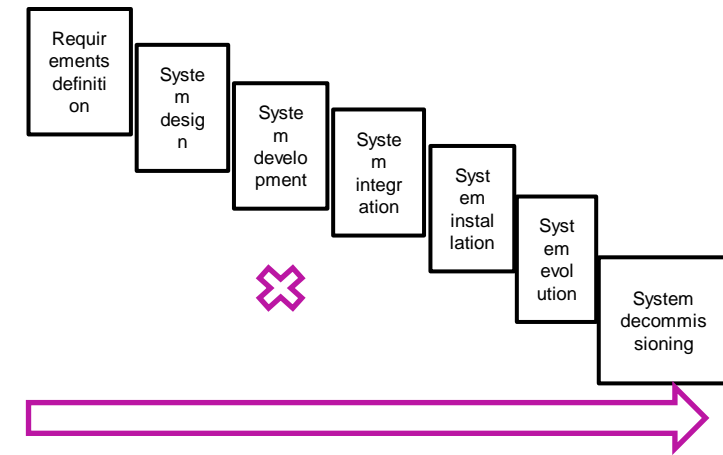 Requir
ements
definiti
on
Syste
m
desig
n
Syste
m
develo
pment
Syste
m
integr
ation
Syst
em
instal
lation
Syst
em
evol
ution
System
decommis
sioning